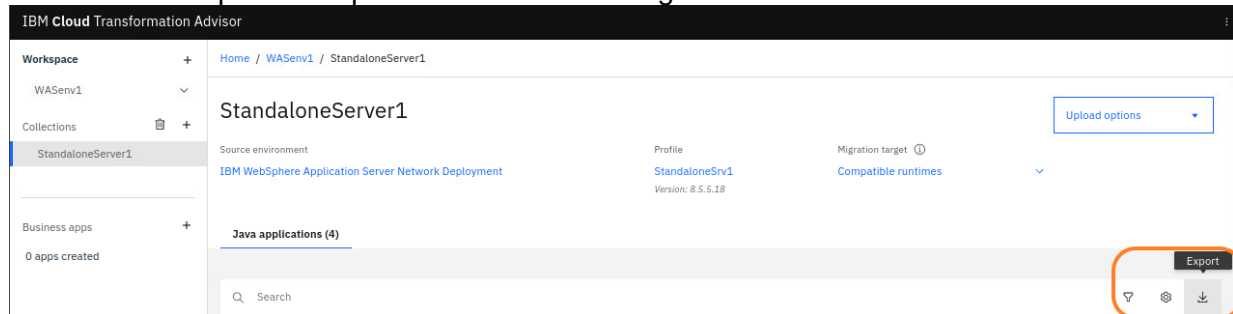 IBM Cloud Transformation Advisor
Workspace +
Home / WASenv1 / StandaloneServer1
WASenv1
StandaloneServer1
Upload options
Collections +
StandaloneServer1
Source environment
Profile
Migration target
IBM WebSphere Application Server Network Deployment
StandaloneSrv1
Compatible runtimes
Version: 8.5.5.18
Business apps +
Java applications (4)
0 apps created
Export
Search